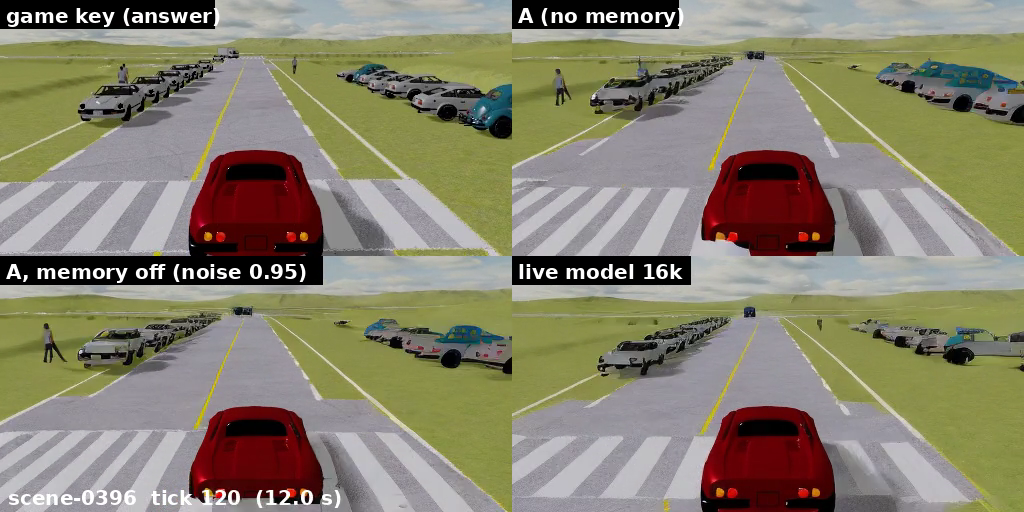 game key (answer)
A (no memory)
A, memory off (noise 0.95)
live model 16k
scene-0396 tick 120 (12.0 s)